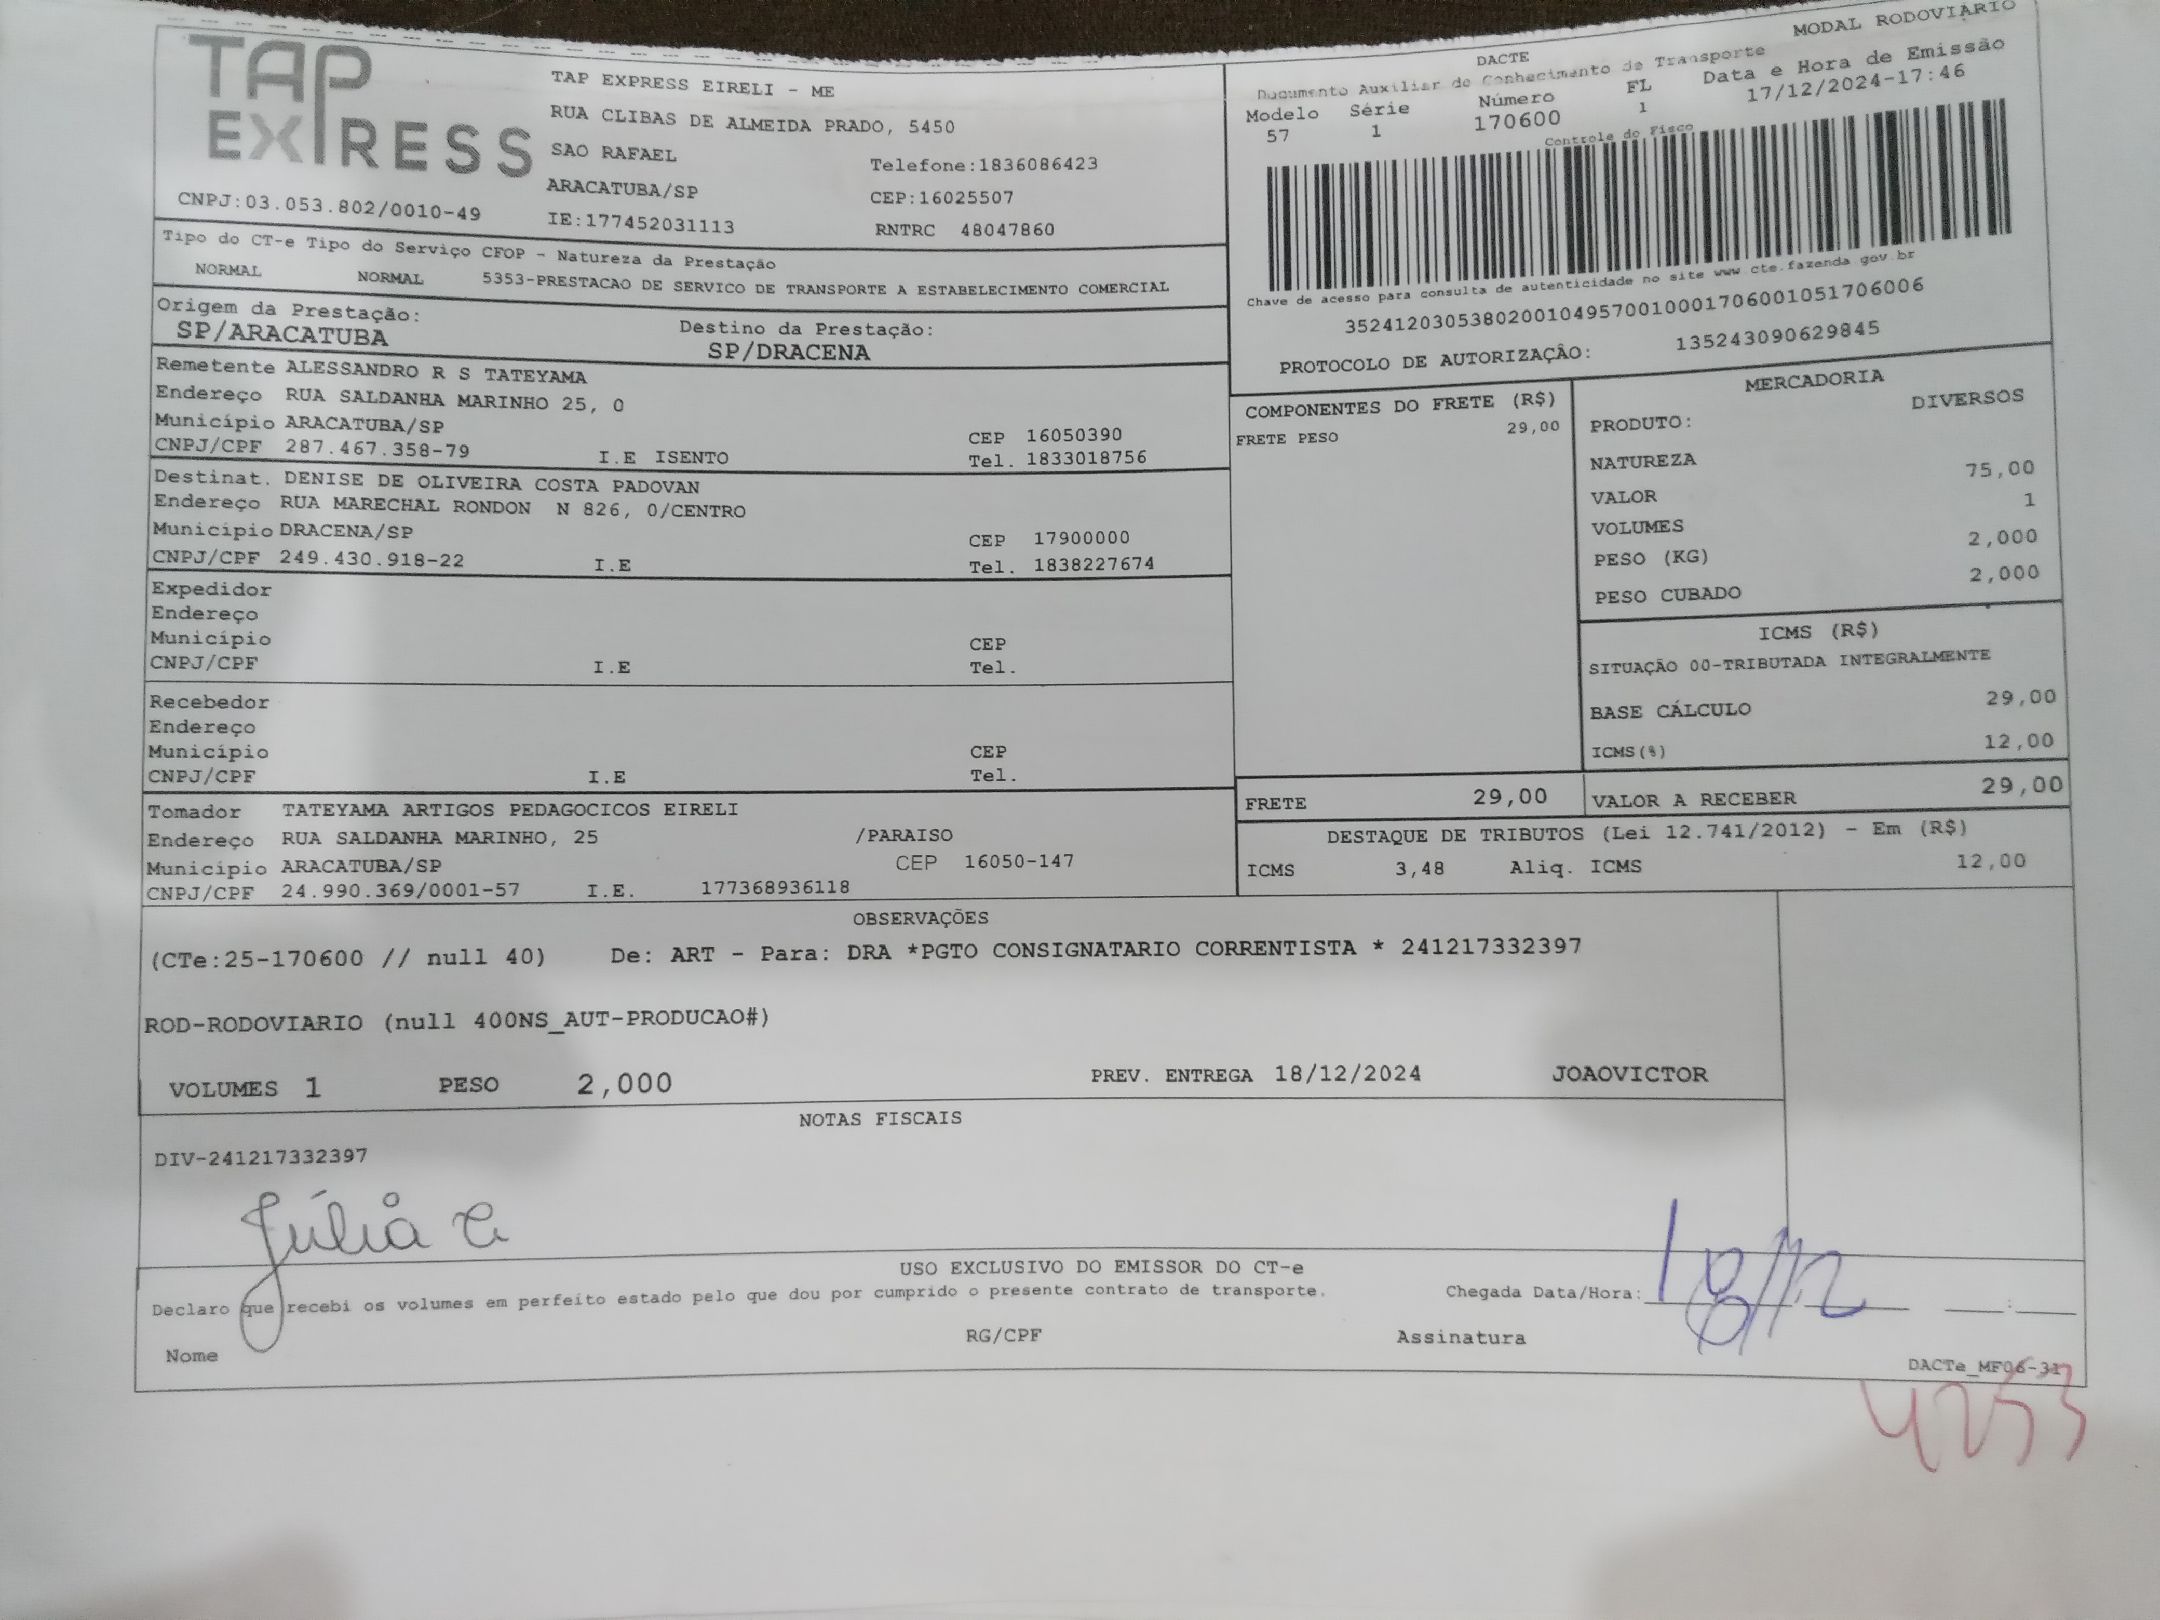 TAP EXPRESS
TAP EXPRESS EIRELI - ME
RUA CLIBAS DE ALMEIDA PRADO, 5450
SAO RAFAEL Telefone:1836086423
ARACATUBA/SP CEP:16025507
CNPJ:03.053.802/0010-49 IE:177452031113 RNTRC 48047860
MODAL RODOVIÁRIO
DACTE
Documento Auxiliar de Conhecimento de Transporte
Modelo Série Número FL Data e Hora de Emissão
57 1 170600 1 17/12/2024-17:46
Controle do Fisco
Chave de acesso para consulta de autenticidade no site www.cte.fazenda.gov.br
35241203053802001049570010001706001051706006
PROTOCOLO DE AUTORIZAÇÃO: 135243090629845
Tipo do CT-e Tipo do Serviço CFOP - Natureza da Prestação
NORMAL NORMAL 5353-PRESTACAO DE SERVICO DE TRANSPORTE A ESTABELECIMENTO COMERCIAL
Origem da Prestação: Destino da Prestação:
SP/ARACATUBA SP/DRACENA
Remetente ALESSANDRO R S TATEYAMA
Endereço RUA SALDANHA MARINHO 25, 0
Município ARACATUBA/SP CEP 16050390
CNPJ/CPF 287.467.358-79 I.E ISENTO Tel. 1833018756
Destinat. DENISE DE OLIVEIRA COSTA PADOVAN
Endereço RUA MARECHAL RONDON N 826, 0/CENTRO
Município DRACENA/SP CEP 17900000
CNPJ/CPF 249.430.918-22 I.E Tel. 1838227674
Expedidor
Endereço
Município CEP
CNPJ/CPF I.E Tel.
Recebedor
Endereço
Município CEP
CNPJ/CPF I.E Tel.
Tomador TATEYAMA ARTIGOS PEDAGOCICOS EIRELI
Endereço RUA SALDANHA MARINHO, 25 /PARAISO
Município ARACATUBA/SP CEP 16050-147
CNPJ/CPF 24.990.369/0001-57 I.E. 177368936118
COMPONENTES DO FRETE (R$)
FRETE PESO 29,00
MERCADORIA
PRODUTO: DIVERSOS
NATUREZA
VALOR 75,00
VOLUMES 1
PESO (KG) 2,000
PESO CUBADO 2,000
ICMS (R$)
SITUAÇÃO 00-TRIBUTADA INTEGRALMENTE
BASE CÁLCULO 29,00
ICMS(%) 12,00
FRETE 29,00 VALOR A RECEBER 29,00
DESTAQUE DE TRIBUTOS (Lei 12.741/2012) - Em (R$)
ICMS 3,48 Aliq. ICMS 12,00
OBSERVAÇÕES
(CTe:25-170600 // null 40) De: ART - Para: DRA *PGTO CONSIGNATARIO CORRENTISTA * 241217332397
ROD-RODOVIARIO (null 400NS_AUT-PRODUCAO#)
VOLUMES 1 PESO 2,000 PREV. ENTREGA 18/12/2024 JOAOVICTOR
NOTAS FISCAIS
DIV-241217332397
Júlia C
USO EXCLUSIVO DO EMISSOR DO CT-e
Declaro que recebi os volumes em perfeito estado pelo que dou por cumprido o presente contrato de transporte. Chegada Data/Hora: 18/12 :
Nome RG/CPF Assinatura
DACTe_MF06-31
4253